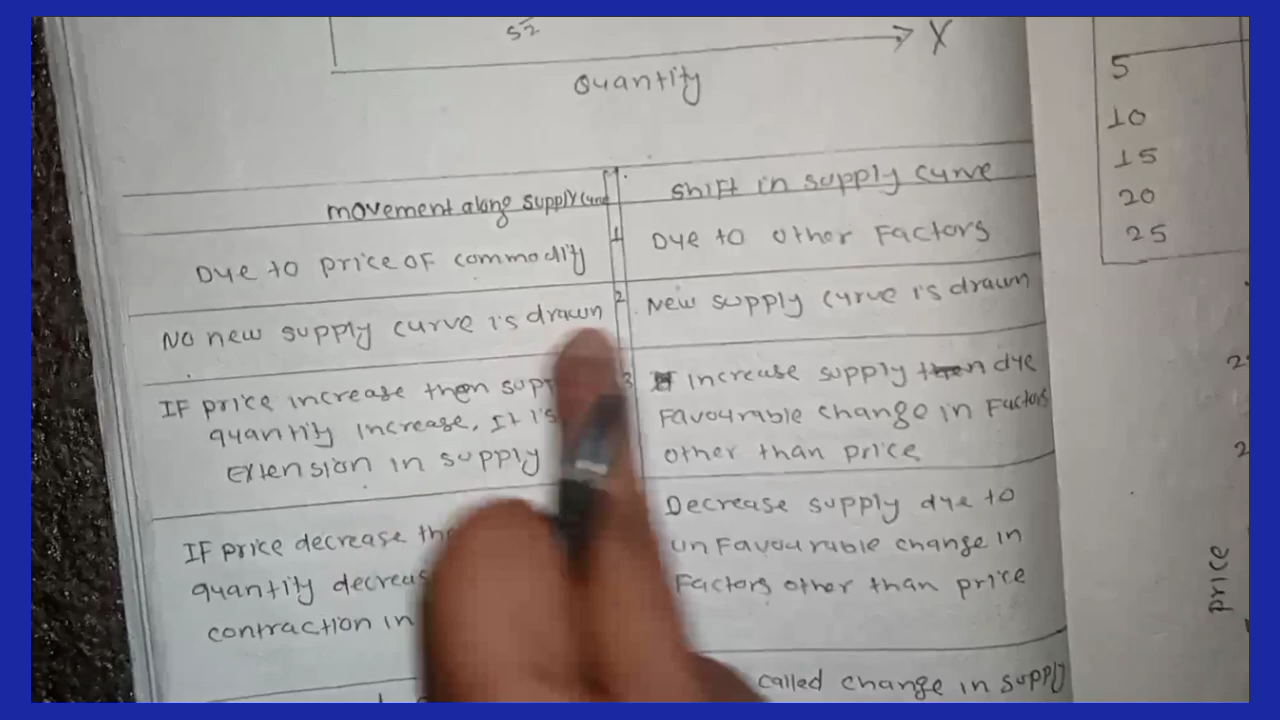 S2
X
Quantity
movement along supply curve
Shift in supply curve
1
Due to price of commodity
Due to other Factors
2
No new supply curve is drawn
New supply curve is drawn
3
IF price increase then
quantity increase, It is
Extension in supply
Increase supply due
Favourable change in Factors
other than price
IF price decrease
quantity
contraction in
Decrease supply due to
unFavourable change in
Factors other than price
called change in supply
5
10
15
20
25
price